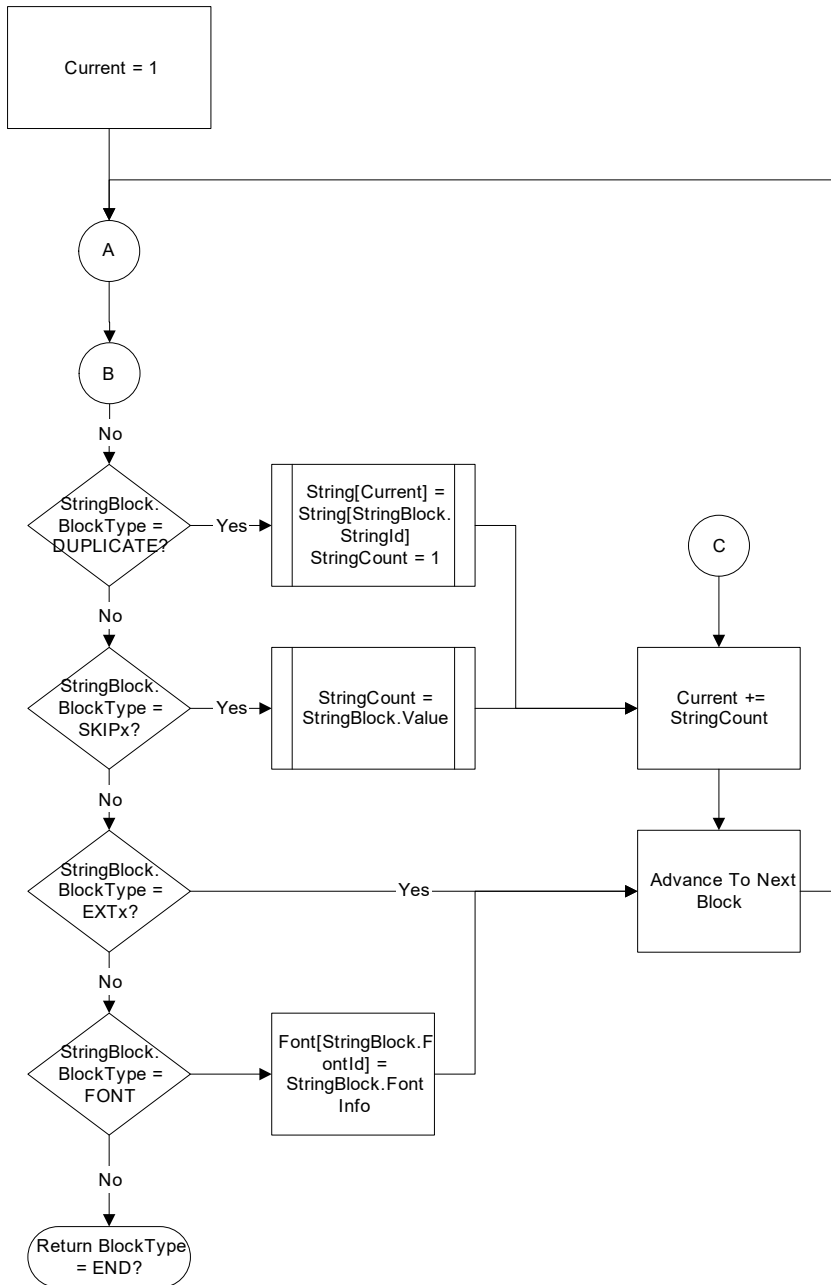 Current = 1
A
B
No
StringBlock.
BlockType =
DUPLICATE?
Yes
String[Current] =
String[StringBlock.
StringId]
StringCount = 1
C
No
StringBlock.
BlockType =
SKIPx?
Yes
StringCount =
StringBlock.Value
Current +=
StringCount
No
StringBlock.
BlockType =
EXTx?
Yes
Advance To Next
Block
No
StringBlock.
BlockType =
FONT
Font[StringBlock.F
ontId] =
StringBlock.Font
Info
No
Return BlockType
= END?